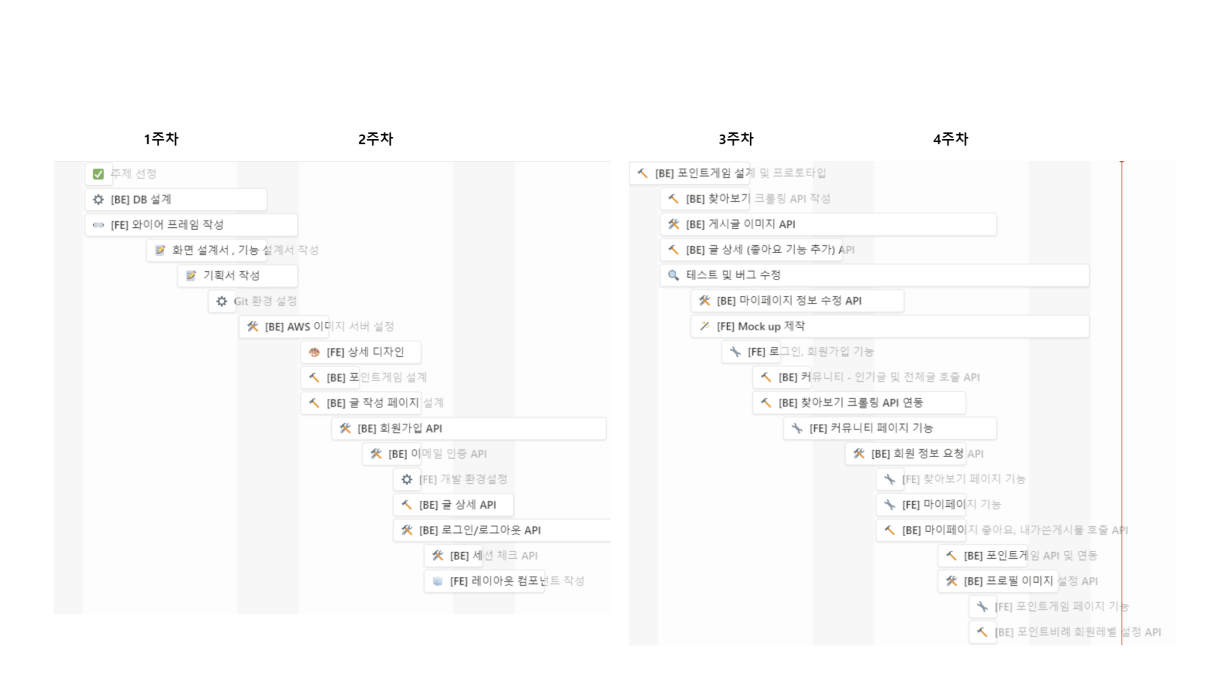 1주차
2주차
주제 선정
[BE] DB 설계
[FE] 와이어 프레임 작성
화면 설계서 , 기능 설계서 작성
기획서 작성
Git 환경 설정
[BE] AWS 이미지 서버 설정
[FE] 상세 디자인
[BE] 포인트게임 설계
[BE] 글 작성 페이지 설계
[BE] 회원가입 API
[BE] 이메일 인증 API
[FE] 개발 환경설정
[BE] 글 상세 API
[BE] 로그인/로그아웃 API
[BE] 세션 체크 API
[FE] 레이아웃 컴포넌트 작성
3주차
4주차
[BE] 포인트게임 설계 및 프로토타입
[BE] 찾아보기 크롤링 API 작성
[BE] 게시글 이미지 API
[BE] 글 상세 (좋아요 기능 추가) API
테스트 및 버그 수정
[BE] 마이페이지 정보 수정 API
[FE] Mock up 제작
[FE] 로그인, 회원가입 기능
[BE] 커뮤니티 - 인기글 및 전체글 호출 API
[BE] 찾아보기 크롤링 API 연동
[FE] 커뮤니티 페이지 기능
[BE] 회원 정보 요청 API
[FE] 찾아보기 페이지 기능
[FE] 마이페이지 기능
[BE] 마이페이지 좋아요, 내가쓴게시물 호출 API
[BE] 포인트게임 API 및 연동
[BE] 프로필 이미지 설정 API
[FE] 포인트게임 페이지 기능
[BE] 포인트비례 회원레벨 설정 API